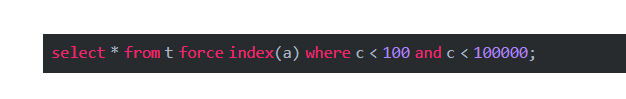 select * from t force index(a) where c < 100 and c < 100000;